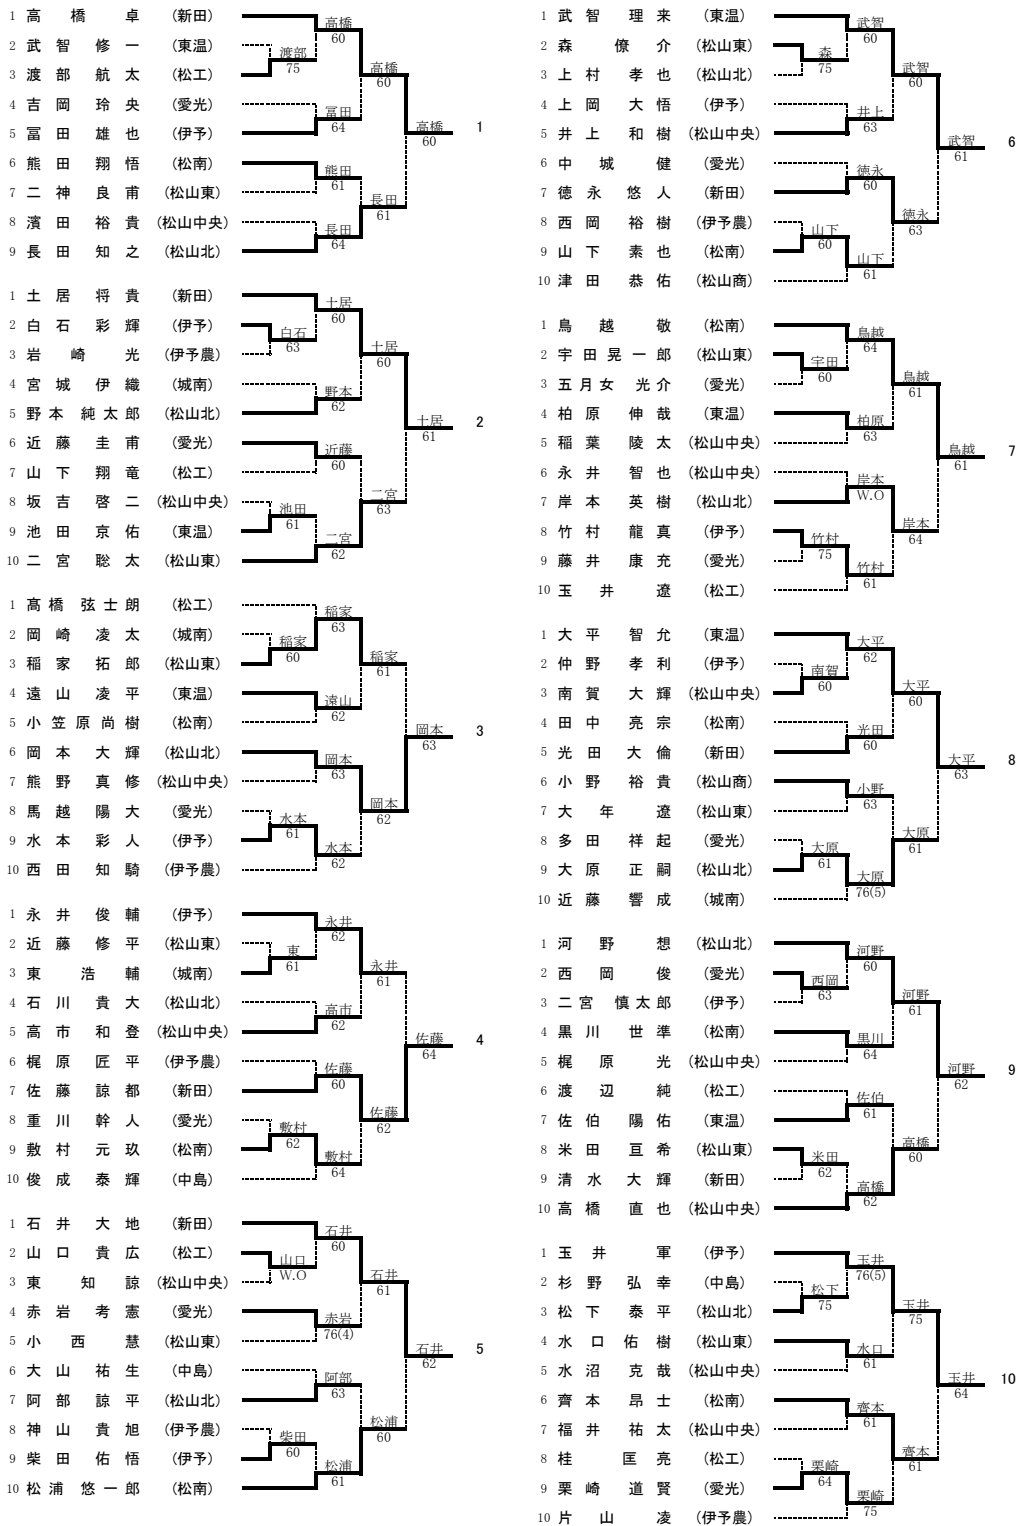 1 高橋卓 (新田)
高橋
60
2 武智修一 (東温)
渡部
75
3 渡部航太 (松工)
高橋
60
4 吉岡玲央 (愛光)
冨田
64
5 冨田雄也 (伊予)
高橋
60
1
6 熊田翔悟 (松南)
熊田
61
7 二神良甫 (松山東)
長田
61
8 濱田裕貴 (松山中央)
長田
64
9 長田知之 (松山北)
1 土居将貴 (新田)
土居
60
2 白石彩輝 (伊予)
白石
63
3 岩崎光 (伊予農)
土居
60
4 宮城伊織 (城南)
野本
62
5 野本純太郎 (松山北)
土居
61
2
6 近藤圭甫 (愛光)
近藤
60
7 山下翔竜 (松工)
二宮
63
8 坂吉啓二 (松山中央)
池田
61
9 池田京佑 (東温)
二宮
62
10 二宮聡太 (松山東)
1 高橋弦士朗 (松工)
稲家
63
2 岡崎凌太 (城南)
稲家
60
3 稲家拓郎 (松山東)
稲家
61
4 遠山凌平 (東温)
遠山
62
5 小笠原尚樹 (松南)
岡本
63
3
6 岡本大輝 (松山北)
岡本
63
7 熊野真修 (松山中央)
岡本
62
8 馬越陽大 (愛光)
水本
61
9 水本彩人 (伊予)
水本
62
10 西田知騎 (伊予農)
1 永井俊輔 (伊予)
永井
62
2 近藤修平 (松山東)
東
61
3 東浩輔 (城南)
永井
61
4 石川貴大 (松山北)
高市
62
5 高市和登 (松山中央)
佐藤
64
4
6 梶原匠平 (伊予農)
佐藤
60
7 佐藤諒都 (新田)
佐藤
62
8 重川幹人 (愛光)
敷村
62
9 敷村元玖 (松南)
敷村
64
10 俊成泰輝 (中島)
1 石井大地 (新田)
石井
60
2 山口貴広 (松工)
山口
W.O
3 東知諒 (松山中央)
石井
61
4 赤岩考憲 (愛光)
赤岩
76(4)
5 小西慧 (松山東)
石井
62
5
6 大山祐生 (中島)
阿部
63
7 阿部諒平 (松山北)
松浦
60
8 神山貴旭 (伊予農)
柴田
60
9 柴田佑悟 (伊予)
松浦
61
10 松浦悠一郎 (松南)
1 武智理来 (東温)
武智
60
2 森僚介 (松山東)
森
75
3 上村孝也 (松山北)
武智
60
4 上岡大悟 (伊予)
井上
63
5 井上和樹 (松山中央)
武智
61
6
6 中城健 (愛光)
徳永
60
7 徳永悠人 (新田)
徳永
63
8 西岡裕樹 (伊予農)
山下
60
9 山下素也 (松南)
山下
61
10 津田恭佑 (松山商)
1 鳥越敬 (松南)
鳥越
64
2 宇田晃一郎 (松山東)
宇田
60
3 五月女光介 (愛光)
鳥越
61
4 柏原伸哉 (東温)
柏原
63
5 稲葉陵太 (松山中央)
鳥越
61
7
6 永井智也 (松山中央)
岸本
W.O
7 岸本英樹 (松山北)
岸本
64
8 竹村龍真 (伊予)
竹村
75
9 藤井康充 (愛光)
竹村
61
10 玉井遼 (松工)
1 大平智允 (東温)
大平
62
2 仲野孝利 (伊予)
南賀
60
3 南賀大輝 (松山中央)
大平
60
4 田中亮宗 (松南)
光田
60
5 光田大倫 (新田)
大平
63
8
6 小野裕貴 (松山商)
小野
63
7 大年遼 (松山東)
大原
61
8 多田祥起 (愛光)
大原
61
9 大原正嗣 (松山北)
大原
76(5)
10 近藤響成 (城南)
1 河野想 (松山北)
河野
60
2 西岡俊 (愛光)
西岡
63
3 二宮慎太郎 (伊予)
河野
61
4 黒川世準 (松南)
黒川
64
5 梶原光 (松山中央)
河野
62
9
6 渡辺純 (松工)
佐伯
61
7 佐伯陽佑 (東温)
高橋
60
8 米田亘希 (松山東)
米田
62
9 清水大輝 (新田)
高橋
62
10 高橋直也 (松山中央)
1 玉井軍 (伊予)
玉井
76(5)
2 杉野弘幸 (中島)
松下
75
3 松下泰平 (松山北)
玉井
75
4 水口佑樹 (松山東)
水口
61
5 水沼克哉 (松山中央)
玉井
64
10
6 齊本昂士 (松南)
齊本
61
7 福井祐太 (松山中央)
齊本
61
8 桂匡亮 (松工)
栗崎
64
9 栗崎道賢 (愛光)
栗崎
75
10 片山凌 (伊予農)